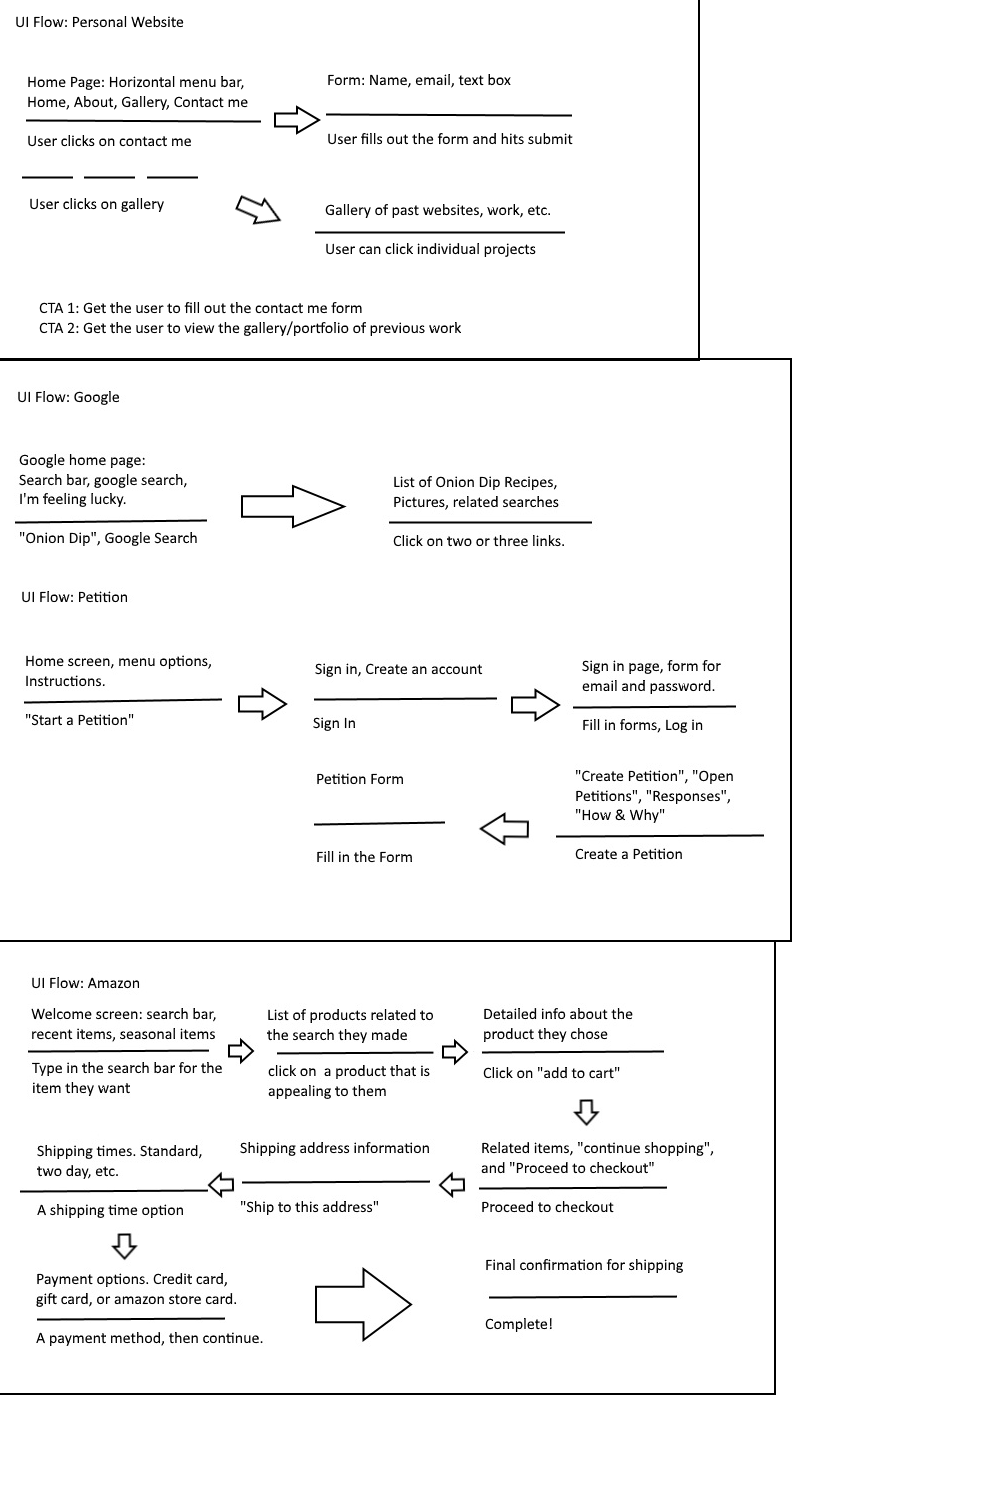 UI Flow: Personal Website
Home Page: Horizontal menu bar,
Home, About, Gallery, Contact me
User clicks on contact me
Form: Name, email, text box
User fills out the form and hits submit
User clicks on gallery
Gallery of past websites, work, etc.
User can click individual projects
CTA 1: Get the user to fill out the contact me form
CTA 2: Get the user to view the gallery/portfolio of previous work
UI Flow: Google
Google home page:
Search bar, google search,
I'm feeling lucky.
"Onion Dip", Google Search
List of Onion Dip Recipes,
Pictures, related searches
Click on two or three links.
UI Flow: Petition
Home screen, menu options,
Instructions.
"Start a Petition"
Sign in, Create an account
Sign In
Sign in page, form for
email and password.
Fill in forms, Log in
"Create Petition", "Open
Petitions", "Responses",
"How & Why"
Create a Petition
Petition Form
Fill in the Form
UI Flow: Amazon
Welcome screen: search bar,
recent items, seasonal items
Type in the search bar for the
item they want
List of products related to
the search they made
click on  a product that is
appealing to them
Detailed info about the
product they chose
Click on "add to cart"
Related items, "continue shopping",
and "Proceed to checkout"
Proceed to checkout
Shipping address information
"Ship to this address"
Shipping times. Standard,
two day, etc.
A shipping time option
Payment options. Credit card,
gift card, or amazon store card.
A payment method, then continue.
Final confirmation for shipping
Complete!